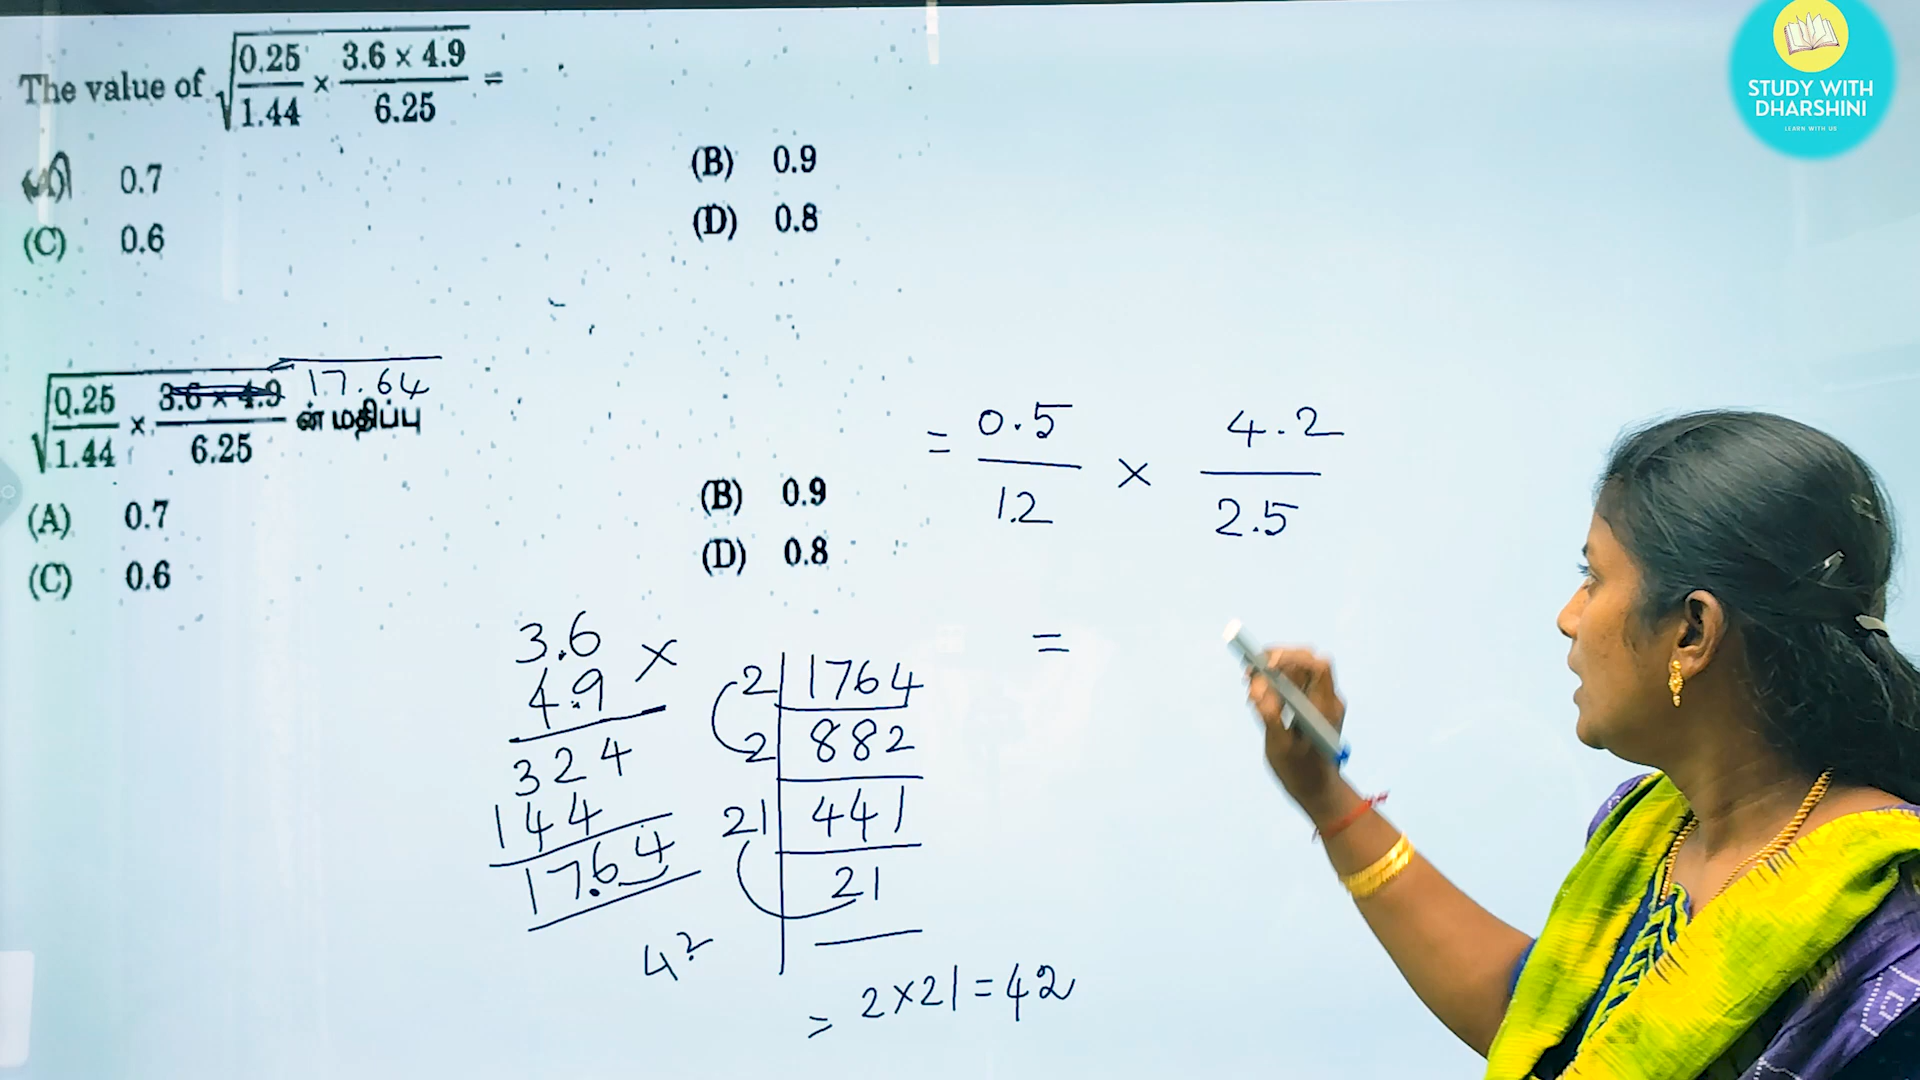 The value of √ 0.25/1.44 × 3.6 × 4.9/6.25 =
(A) 0.7 (B) 0.9
(C) 0.6 (D) 0.8
√ 0.25/1.44 × 3.6 × 4.9/6.25 17.64 ன் மதிப்பு
(A) 0.7 (B) 0.9
(C) 0.6 (D) 0.8
3.6 ×
4.9
324
144
17.64
42
2 | 1764
2 | 882
21 | 441
21
= 2×21=42
= 0.5/1.2 × 4.2/2.5
=
STUDY WITH
DHARSHINI
LEARN WITH US